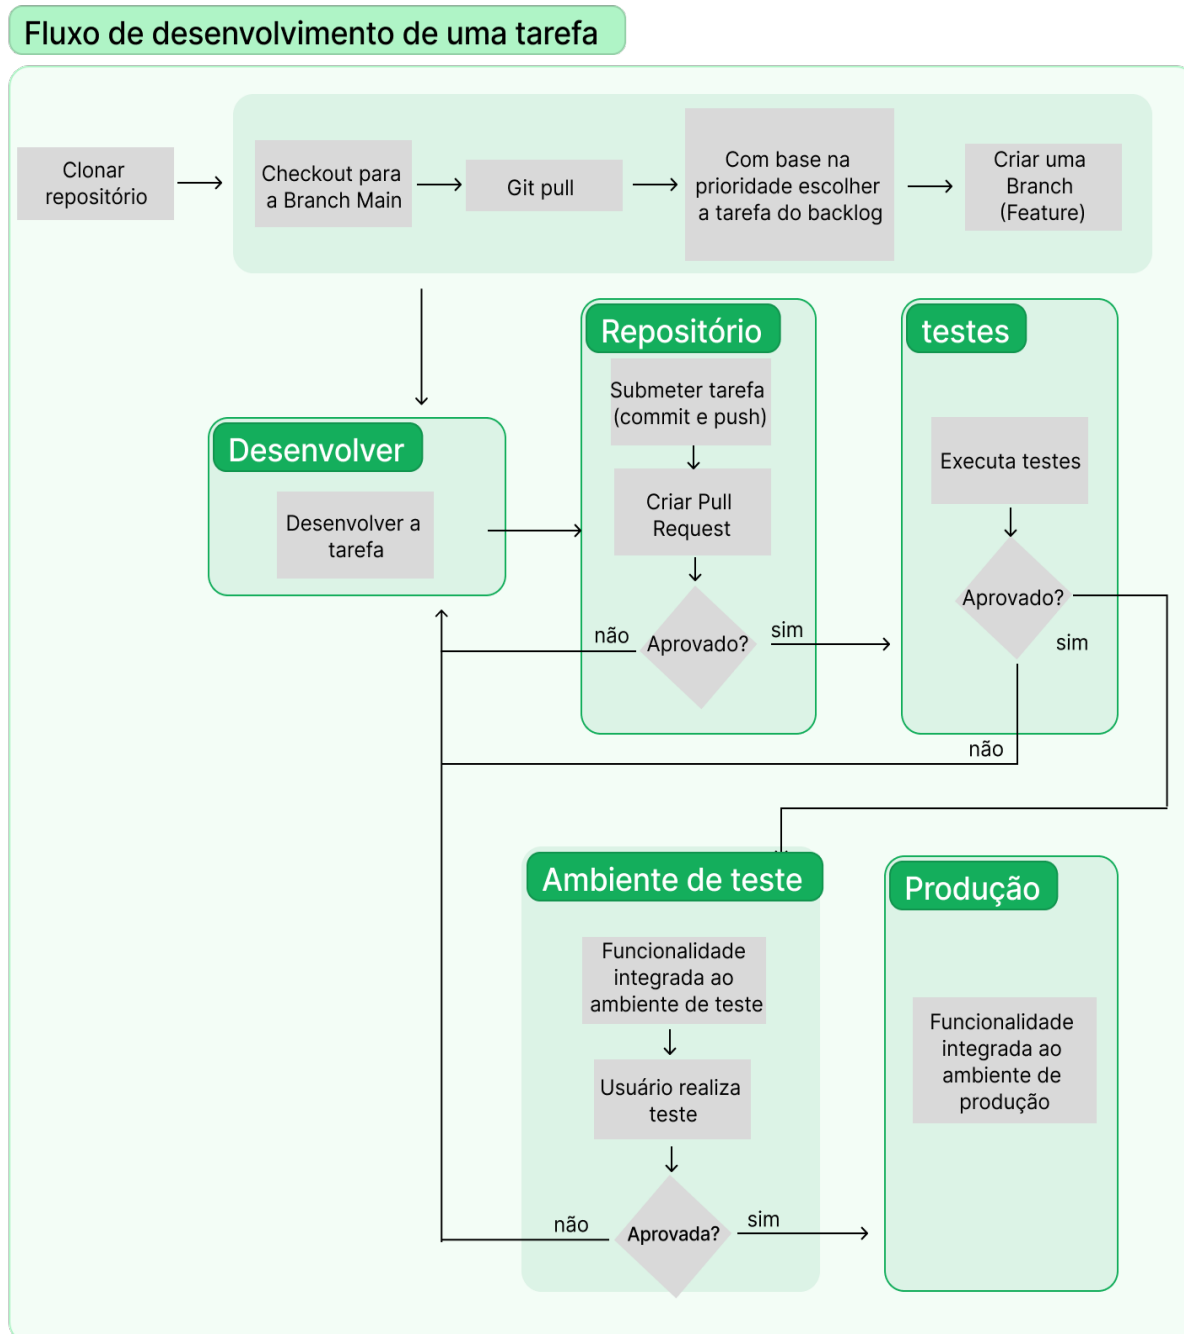 Fluxo de desenvolvimento de uma tarefa
Clonar
repositório
Checkout para
a Branch Main
Git pull
Com base na
prioridade escolher
a tarefa do backlog
Criar uma
Branch
(Feature)
Desenvolver
Desenvolver a
tarefa
Repositório
Submeter tarefa
(commit e push)
Criar Pull
Request
Aprovado?
não
sim
testes
Executa testes
Aprovado?
sim
não
Ambiente de teste
Funcionalidade
integrada ao
ambiente de teste
Usuário realiza
teste
Aprovada?
não
sim
Produção
Funcionalidade
integrada ao
ambiente de
produção